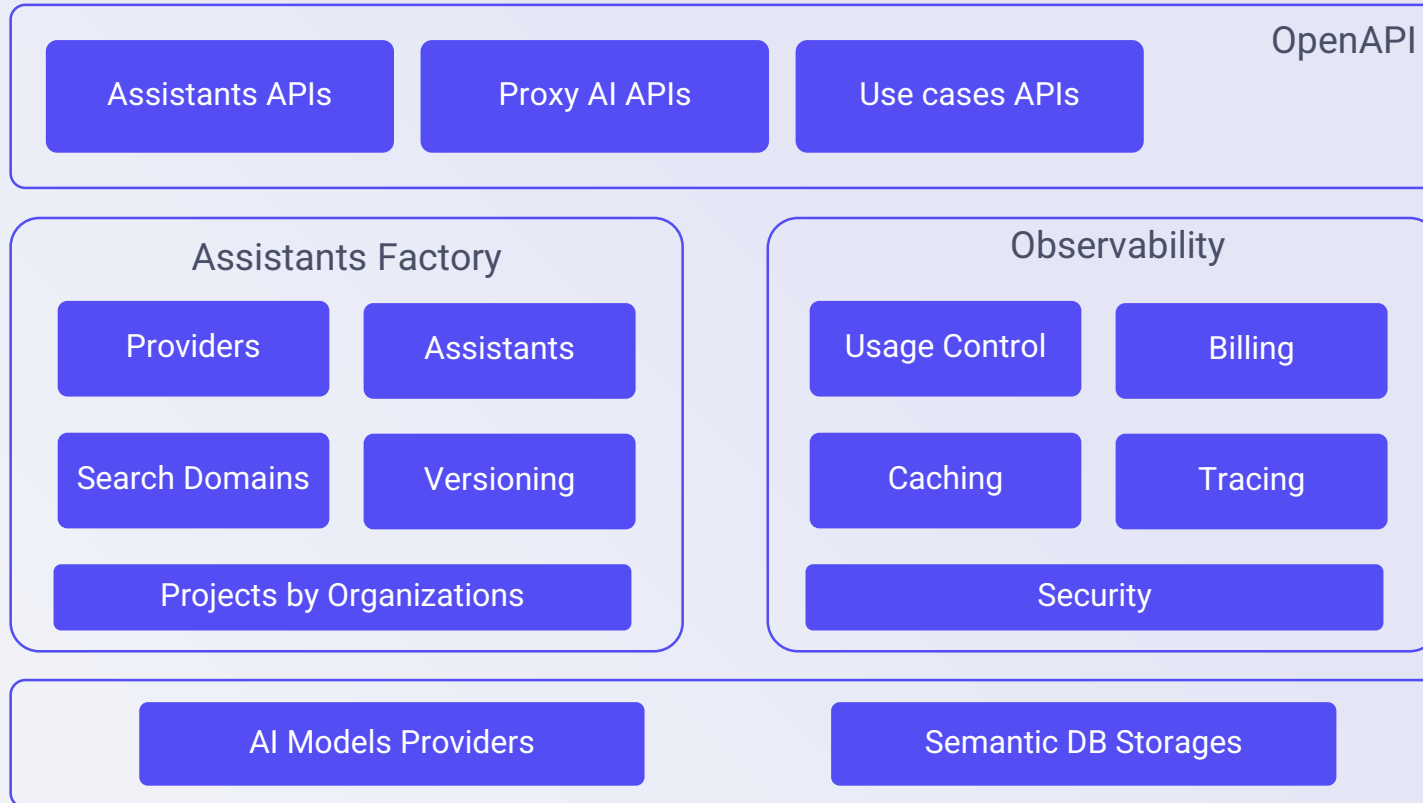 OpenAPI
Assistants APIs
Proxy AI APIs
Use cases APIs
Assistants Factory
Providers
Assistants
Search Domains
Versioning
Projects by Organizations
Observability
Usage Control
Billing
Caching
Tracing
Security
AI Models Providers
Semantic DB Storages